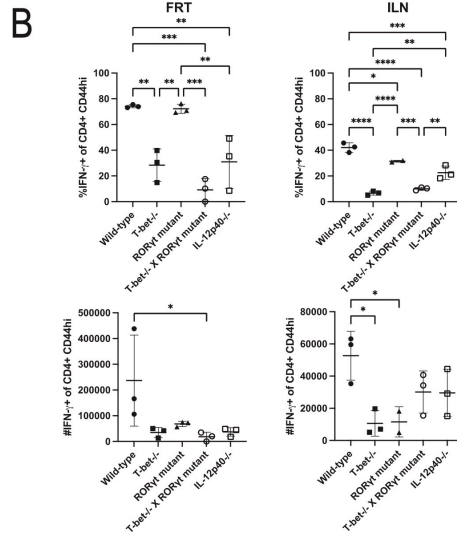 B
FRT
ILN
**
***
**
** ** ***
100
80
60
40
20
0
%IFN-γ+ of CD4+ CD44hi
Wild-type
T-bet-/-
RORγt mutant
T-bet-/- X RORγt mutant
IL-12p40-/-
***
**
****
*
****
**** *** **
100
80
60
40
20
0
%IFN-γ+ of CD4+ CD44hi
Wild-type
T-bet-/-
RORγt mutant
T-bet-/- X RORγt mutant
IL-12p40-/-
*
500000
400000
300000
200000
100000
0
#IFN-γ+ of CD4+ CD44hi
Wild-type
T-bet-/-
RORγt mutant
T-bet-/- X RORγt mutant
IL-12p40-/-
*
*
80000
60000
40000
20000
0
#IFN-γ+ of CD4+ CD44hi
Wild-type
T-bet-/-
RORγt mutant
T-bet-/- X RORγt mutant
IL-12p40-/-